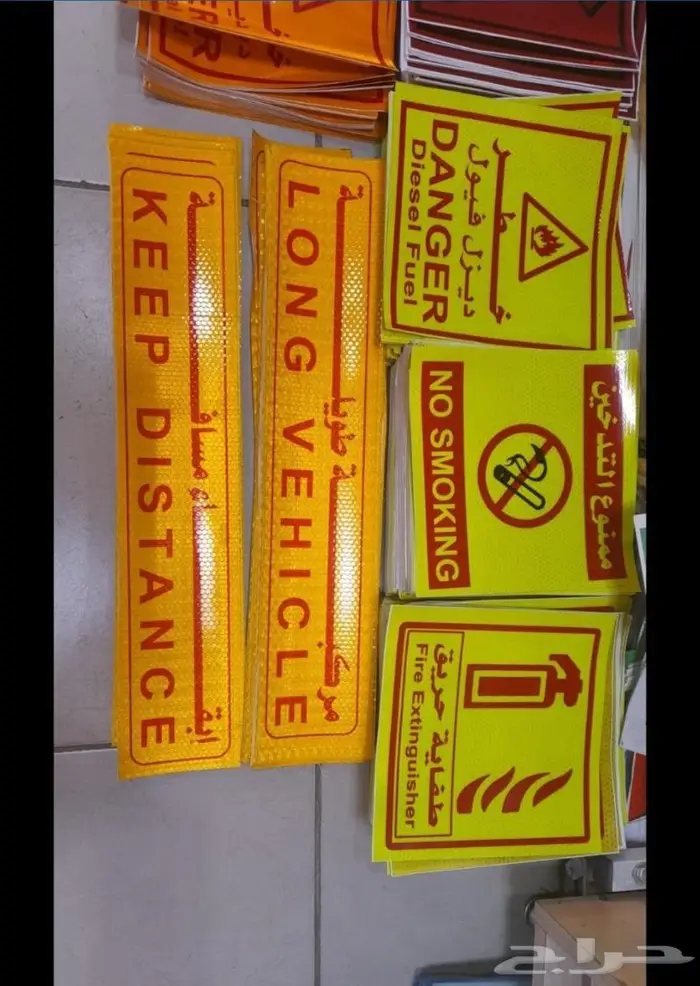 خطر
ديزل فيول
DANGER
Diesel Fuel
ممنوع التدخين
NO SMOKING
طفاية حريق
Fire Extinguisher
مركبة طويلة
LONG VEHICLE
ابقاء مسافة
KEEP DISTANCE
حراج